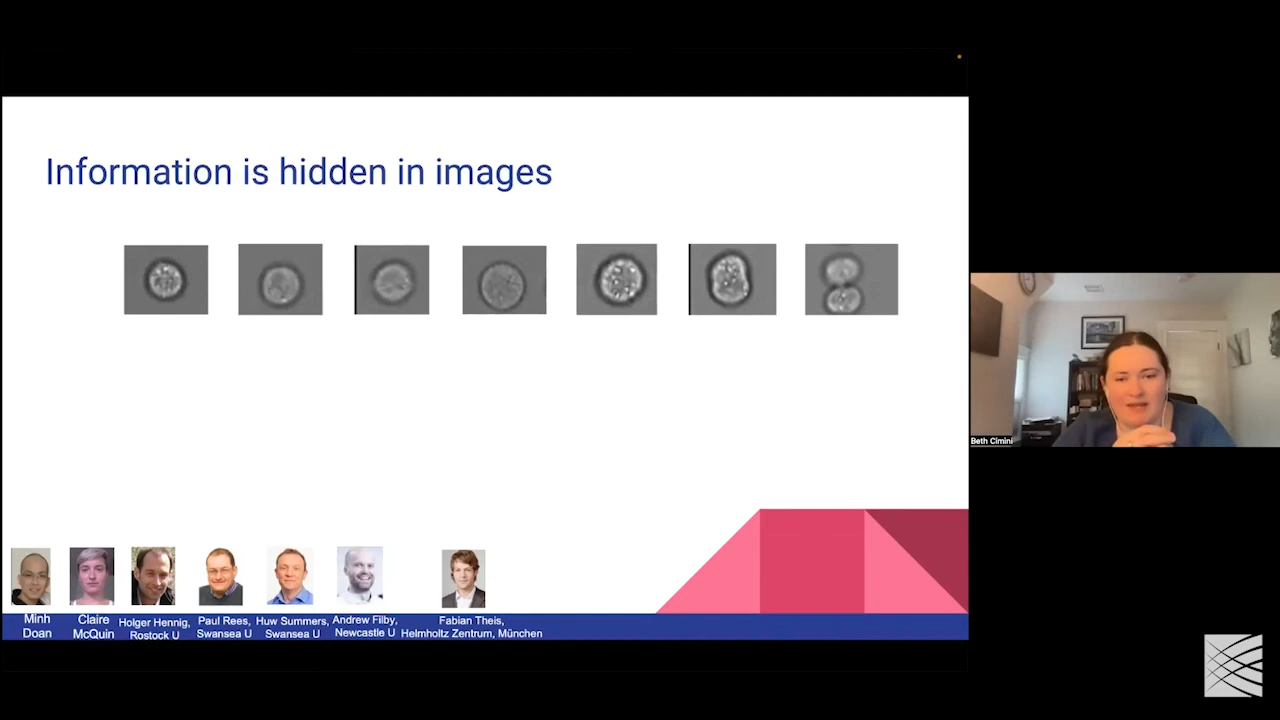 Information is hidden in images
Beth Cimini
Minh
Doan
Claire
McQuin
Holger Hennig,
Rostock U
Paul Rees,
Swansea U
Huw Summers,
Swansea U
Andrew Filby,
Newcastle U
Fabian Theis,
Helmholtz Zentrum, München